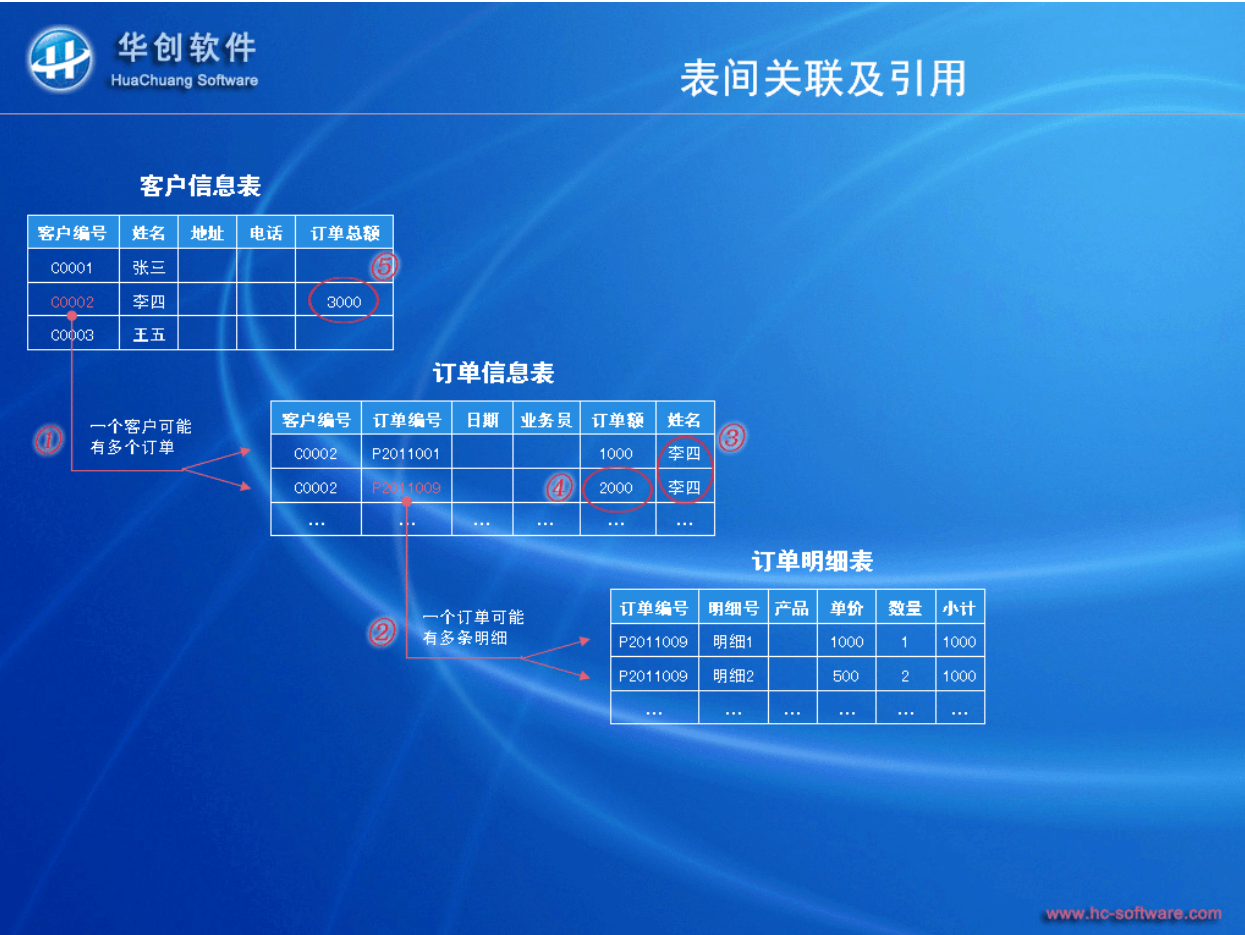 华创软件
HuaChuang Software
表间关联及引用
客户信息表
客户编号 姓名 地址 电话 订单总额
C0001 张三
⑤
C0002 李四 3000
C0003 王五
订单信息表
客户编号 订单编号 日期 业务员 订单额 姓名
① 一个客户可能
有多个订单
C0002 P2011001 1000 李四
③
C0002 P2011009 ④ 2000 李四
... ... ... ... ... ...
订单明细表
订单编号 明细号 产品 单价 数量 小计
② 一个订单可能
有多条明细
P2011009 明细1 1000 1 1000
P2011009 明细2 500 2 1000
... ... ... ... ... ...
www.hc-software.com